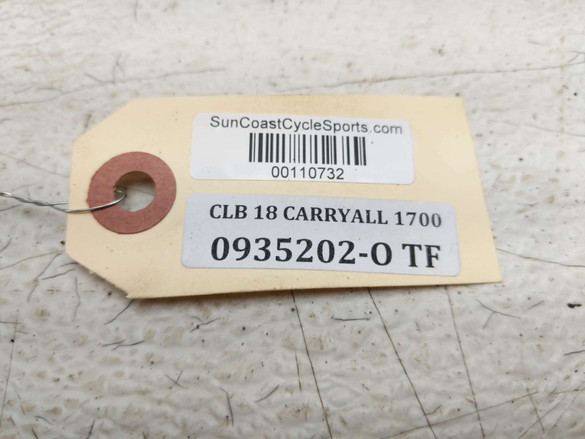 SunCoastCycleSports.com
00110732
CLB 18 CARRYALL 1700
0935202-O TF